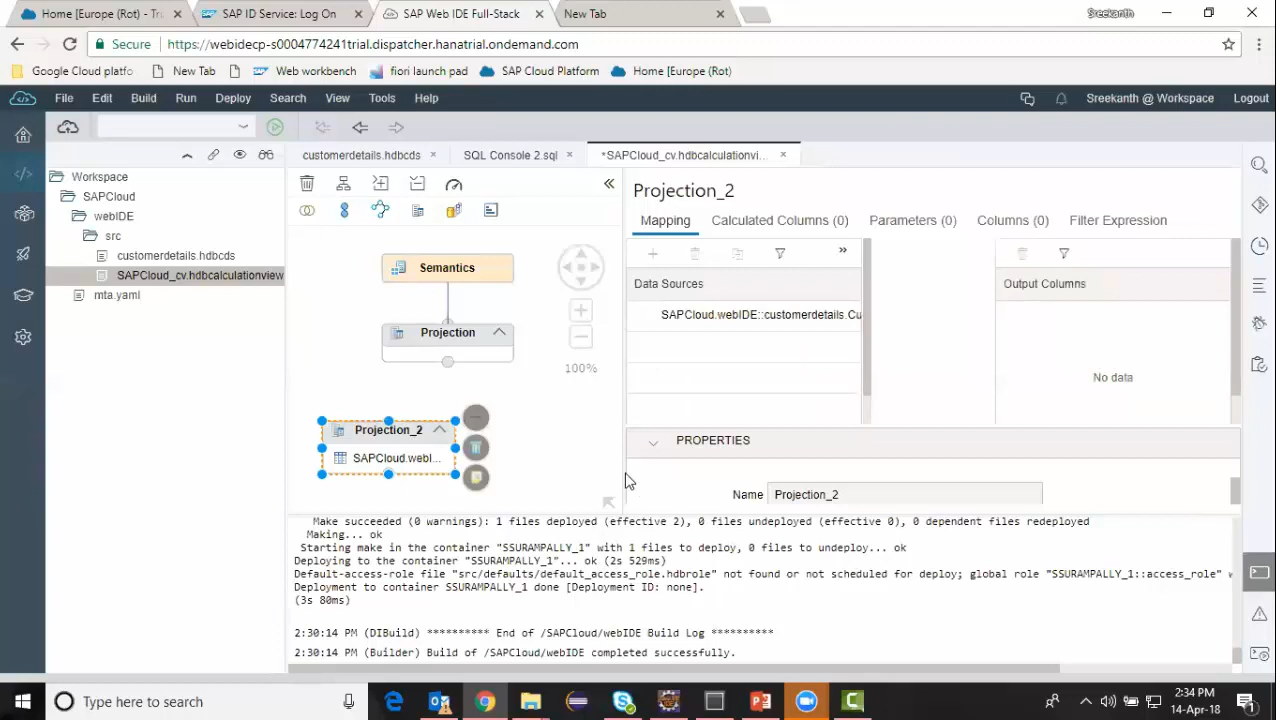 Home [Europe (Rot) - Tr
SAP ID Service: Log On
SAP Web IDE Full-Stack
New Tab
Sreekanth
Secure
https://webidecp-s0004774241trial.dispatcher.hanatrial.ondemand.com
Google Cloud platfo
New Tab
Web workbench
fiori launch pad
SAP Cloud Platform
Home [Europe (Rot)
File Edit Build Run Deploy Search View Tools Help
Sreekanth @ Workspace
Logout
customerdetails.hdbcds
SQL Console 2.sql
*SAPCloud_cv.hdbcalculationvi...
Workspace
SAPCloud
webIDE
src
customerdetails.hdbcds
SAPCloud_cv.hdbcalculationview
mta.yaml
Semantics
Projection
100%
Projection_2
SAPCloud.webI...
Projection_2
Mapping
Calculated Columns (0)
Parameters (0)
Columns (0)
Filter Expression
Data Sources
SAPCloud.webIDE::customerdetails.Cu
Output Columns
No data
PROPERTIES
Name
Projection_2
Make succeeded (0 warnings): 1 files deployed (effective 2), 0 files undeployed (effective 0), 0 dependent files redeployed
Making... ok
Starting make in the container "SSURAMPALLY_1" with 1 files to deploy, 0 files to undeploy... ok
Deploying to the container "SSURAMPALLY_1"... ok (2s 529ms)
Default-access-role file "src/defaults/default_access_role.hdbrole" not found or not scheduled for deploy; global role "SSURAMPALLY_1::access_role" w
Deployment to container SSURAMPALLY_1 done [Deployment ID: none].
(3s 80ms)
2:30:14 PM (DIBuild) ********** End of /SAPCloud/webIDE Build Log **********
2:30:14 PM (Builder) Build of /SAPCloud/webIDE completed successfully.
Type here to search
2:34 PM
14-Apr-18
1